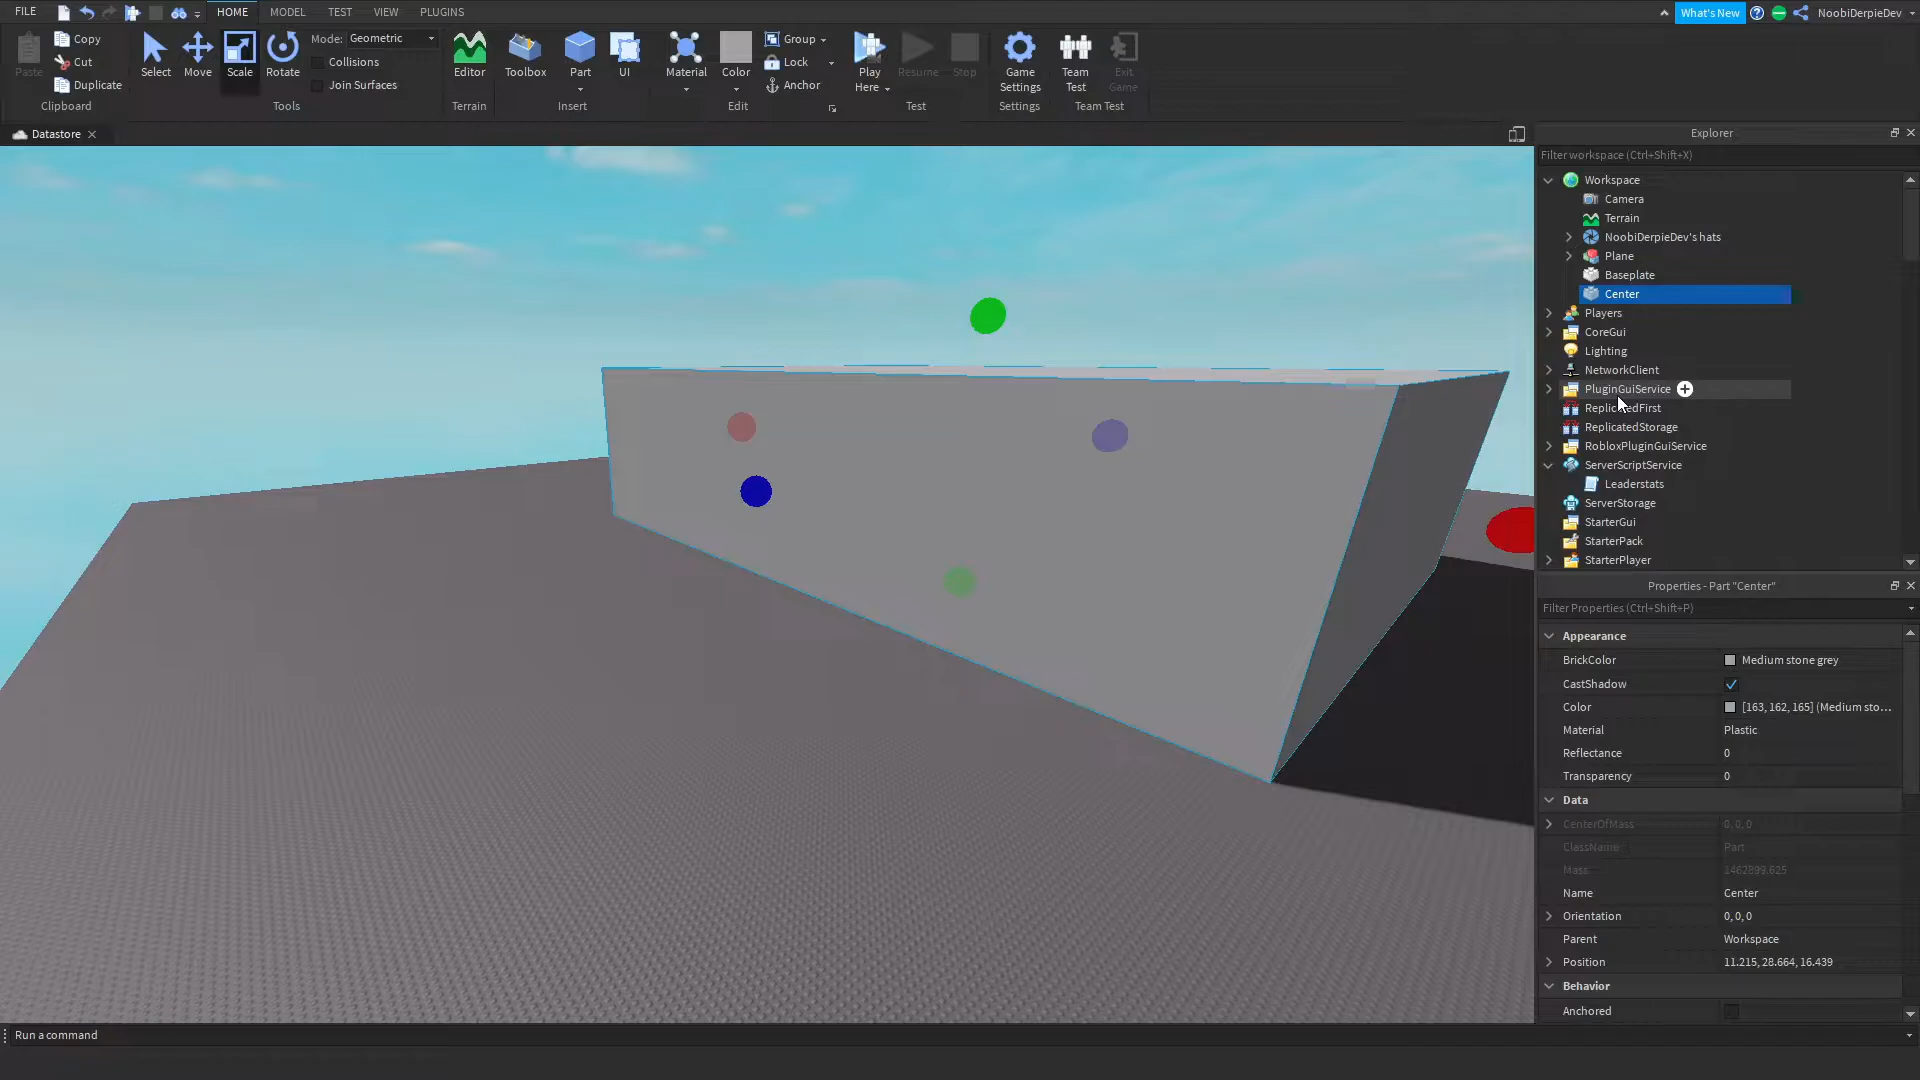 FILE HOME MODEL TEST VIEW PLUGINS What's New NoobiDerpieDev
Paste Copy Cut Duplicate Clipboard
Select Move Scale Rotate Mode: Geometric Collisions Join Surfaces Tools
Editor Terrain
Toolbox Part UI Insert
Material Color Group Lock Anchor Edit
Play Here Resume Stop Test
Game Settings Settings
Team Test Exit Game Team Test
Datastore
Explorer
Filter workspace (Ctrl+Shift+X)
Workspace
Camera
Terrain
NoobiDerpieDev's hats
Plane
Baseplate
Center
Players
CoreGui
Lighting
NetworkClient
PluginGuiService
ReplicatedFirst
ReplicatedStorage
RobloxPluginGuiService
ServerScriptService
Leaderstats
ServerStorage
StarterGui
StarterPack
StarterPlayer
Properties - Part "Center"
Filter Properties (Ctrl+Shift+P)
Appearance
BrickColor Medium stone grey
CastShadow
Color [163, 162, 165] (Medium sto...
Material Plastic
Reflectance 0
Transparency 0
Data
CenterOfMass 0, 0, 0
ClassName Part
Mass 1462899.625
Name Center
Orientation 0, 0, 0
Parent Workspace
Position 11.215, 28.664, 16.439
Behavior
Anchored
Run a command